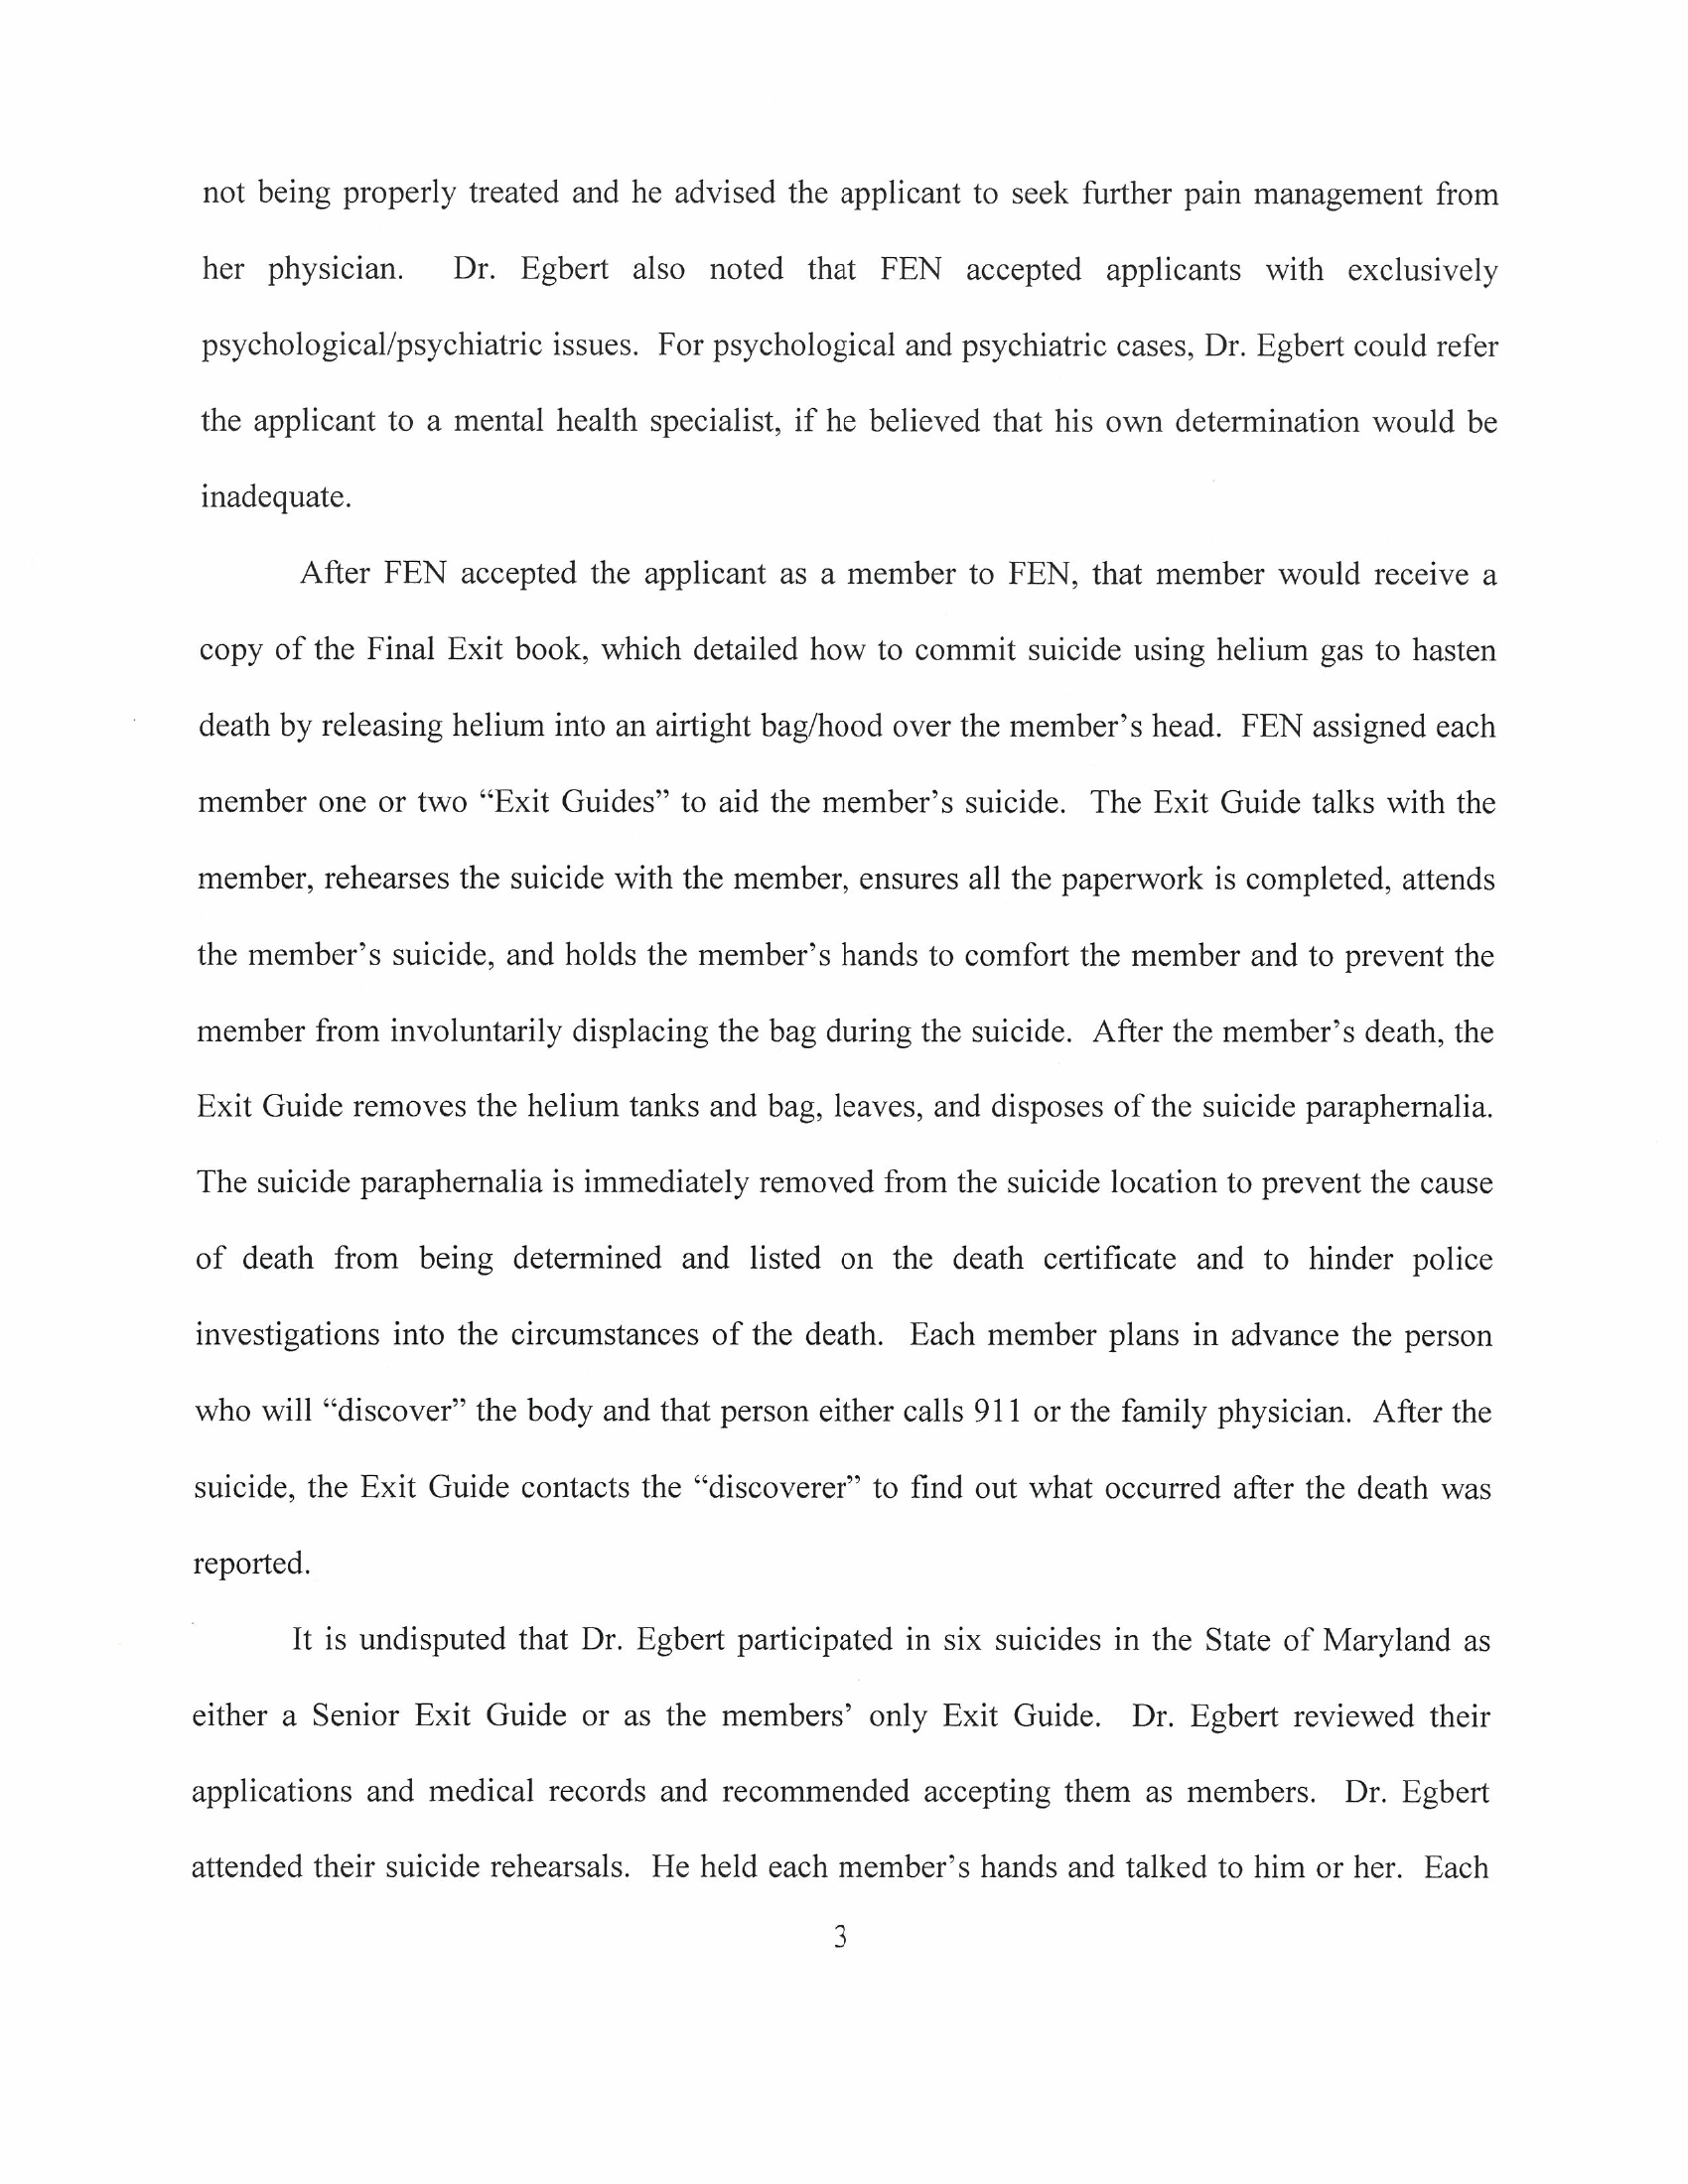 not being properly treated and he advised the applicant to seek further pain management from
her physician. Dr. Egbert also noted that FEN accepted applicants with exclusively
psychological/psychiatric issues. For psychological and psychiatric cases, Dr. Egbert could refer
the applicant to a mental health specialist, if he believed that his own determination would be
inadequate.
After FEN accepted the applicant as a member to FEN, that member would receive a
copy of the Final Exit book, which detailed how to commit suicide using helium gas to hasten
death by releasing helium into an airtight bag/hood over the member's head. FEN assigned each
member one or two “Exit Guides” to aid the member's suicide. The Exit Guide talks with the
member, rehearses the suicide with the member, ensures all the paperwork is completed, attends
the member's suicide, and holds the member's hands to comfort the member and to prevent the
member from involuntarily displacing the bag during the suicide. After the member's death, the
Exit Guide removes the helium tanks and bag, leaves, and disposes of the suicide paraphernalia.
The suicide paraphernalia is immediately removed from the suicide location to prevent the cause
of death from being determined and listed on the death certificate and to hinder police
investigations into the circumstances of the death. Each member plans in advance the person
who will “discover” the body and that person either calls 911 or the family physician. After the
suicide, the Exit Guide contacts the “discoverer” to find out what occurred after the death was
reported.
It is undisputed that Dr. Egbert participated in six suicides in the State of Maryland as
either a Senior Exit Guide or as the members' only Exit Guide. Dr. Egbert reviewed their
applications and medical records and recommended accepting them as members. Dr. Egbert
attended their suicide rehearsals. He held each member's hands and talked to him or her. Each
3